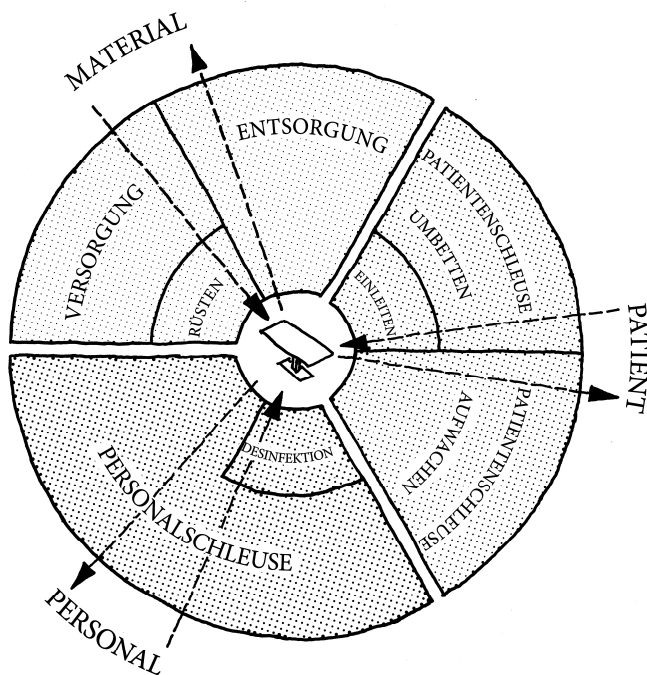 MATERIAL
ENTSORGUNG
VERSORGUNG
RÜSTEN
PATIENTENSCHLEUSE
UMBETTEN
EINLEITEN
PATIENT
AUFWACHEN
PATIENTENSCHLEUSE
DESINFEKTION
PERSONALSCHLEUSE
PERSONAL